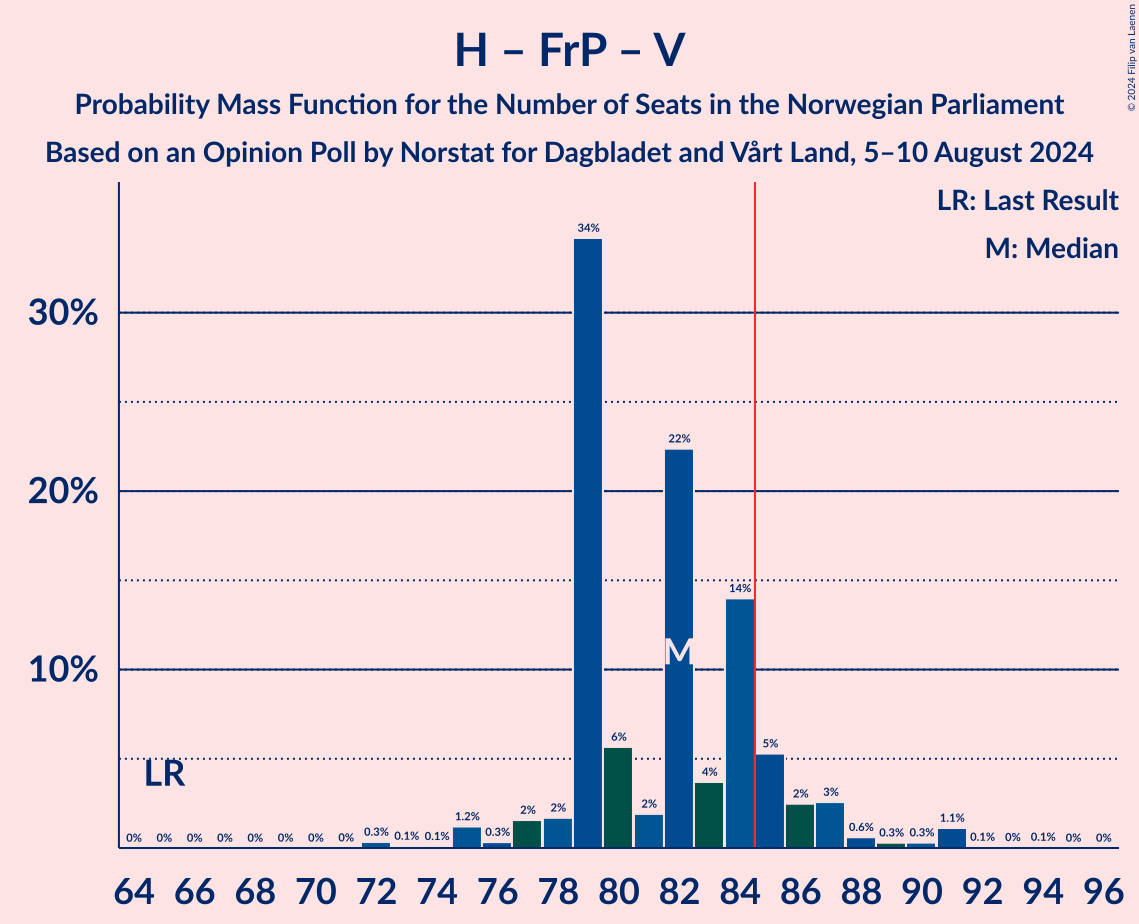 H – FrP – V
Probability Mass Function for the Number of Seats in the Norwegian Parliament
Based on an Opinion Poll by Norstat for Dagbladet and Vårt Land, 5–10 August 2024
© 2024 Filip van Laenen
LR: Last Result
M: Median
30%
20%
10%
LR
M
0% 0% 0% 0% 0% 0% 0% 0% 0.3% 0.1% 0.1% 1.2% 0.3% 2% 2% 34% 6% 2% 22% 4% 14% 5% 2% 3% 0.6% 0.3% 0.3% 1.1% 0.1% 0% 0.1% 0% 0%
64 66 68 70 72 74 76 78 80 82 84 86 88 90 92 94 96